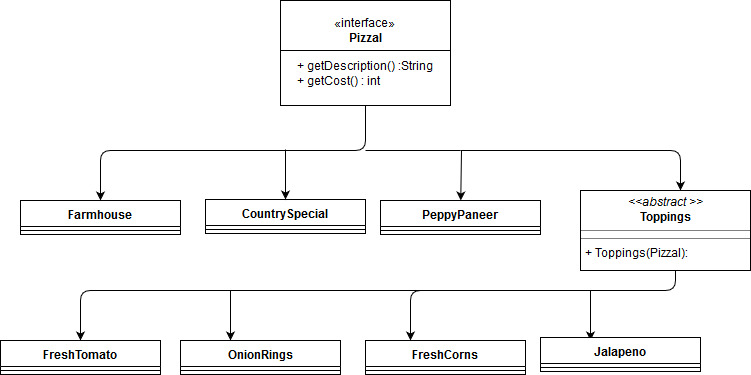 «interface»
PizzaI
+ getDescription() :String
+ getCost() : int
Farmhouse
CountrySpecial
PeppyPaneer
<<abstract >>
Toppings
+ Toppings(PizzaI):
FreshTomato
OnionRings
FreshCorns
Jalapeno